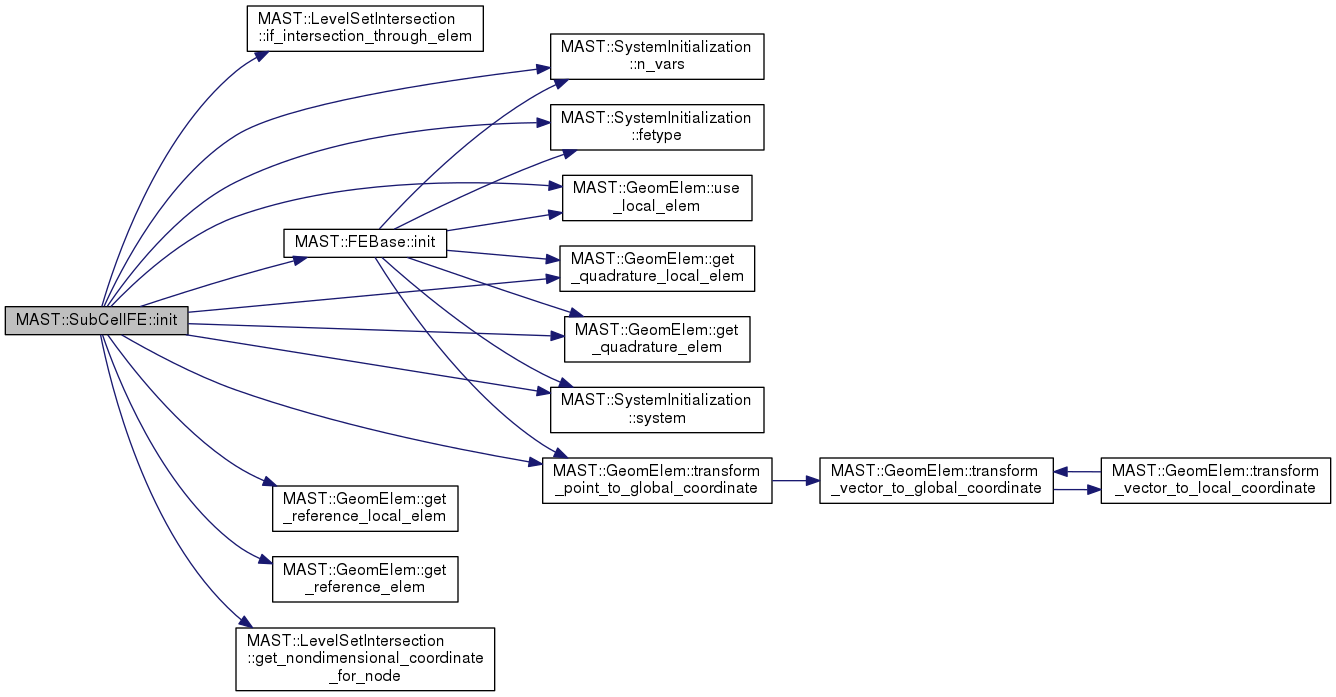 MAST::LevelSetIntersection
::if_intersection_through_elem
MAST::SystemInitialization
::n_vars
MAST::SystemInitialization
::fetype
MAST::GeomElem::use
_local_elem
MAST::FEBase::init
MAST::GeomElem::get
_quadrature_local_elem
MAST::SubCellFE::init
MAST::GeomElem::get
_quadrature_elem
MAST::SystemInitialization
::system
MAST::GeomElem::transform
_point_to_global_coordinate
MAST::GeomElem::transform
_vector_to_global_coordinate
MAST::GeomElem::transform
_vector_to_local_coordinate
MAST::GeomElem::get
_reference_local_elem
MAST::GeomElem::get
_reference_elem
MAST::LevelSetIntersection
::get_nondimensional_coordinate
_for_node